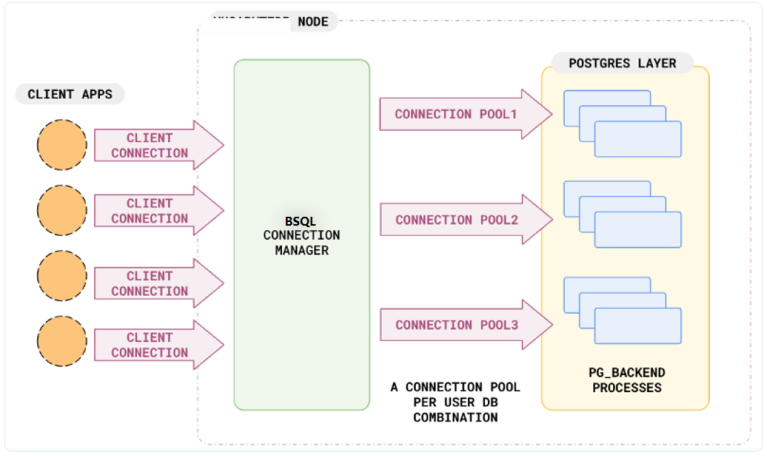 NODE
POSTGRES LAYER
CLIENT APPS
CLIENT
CONNECTION
CLIENT
CONNECTION
CLIENT
CONNECTION
CLIENT
CONNECTION
BSQL
CONNECTION
MANAGER
CONNECTION POOL1
CONNECTION POOL2
CONNECTION POOL3
A CONNECTION POOL
PER USER DB
COMBINATION
PG_BACKEND
PROCESSES